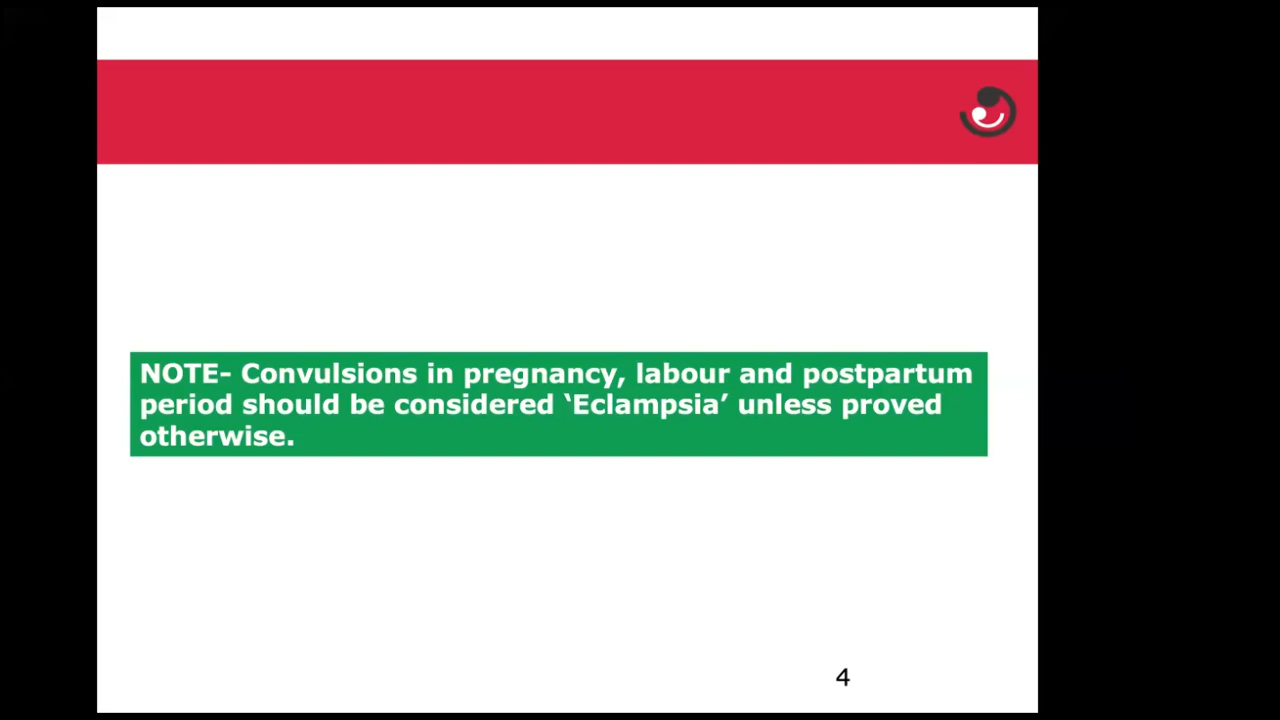 NOTE- Convulsions in pregnancy, labour and postpartum
period should be considered ‘Eclampsia’ unless proved
otherwise.
4